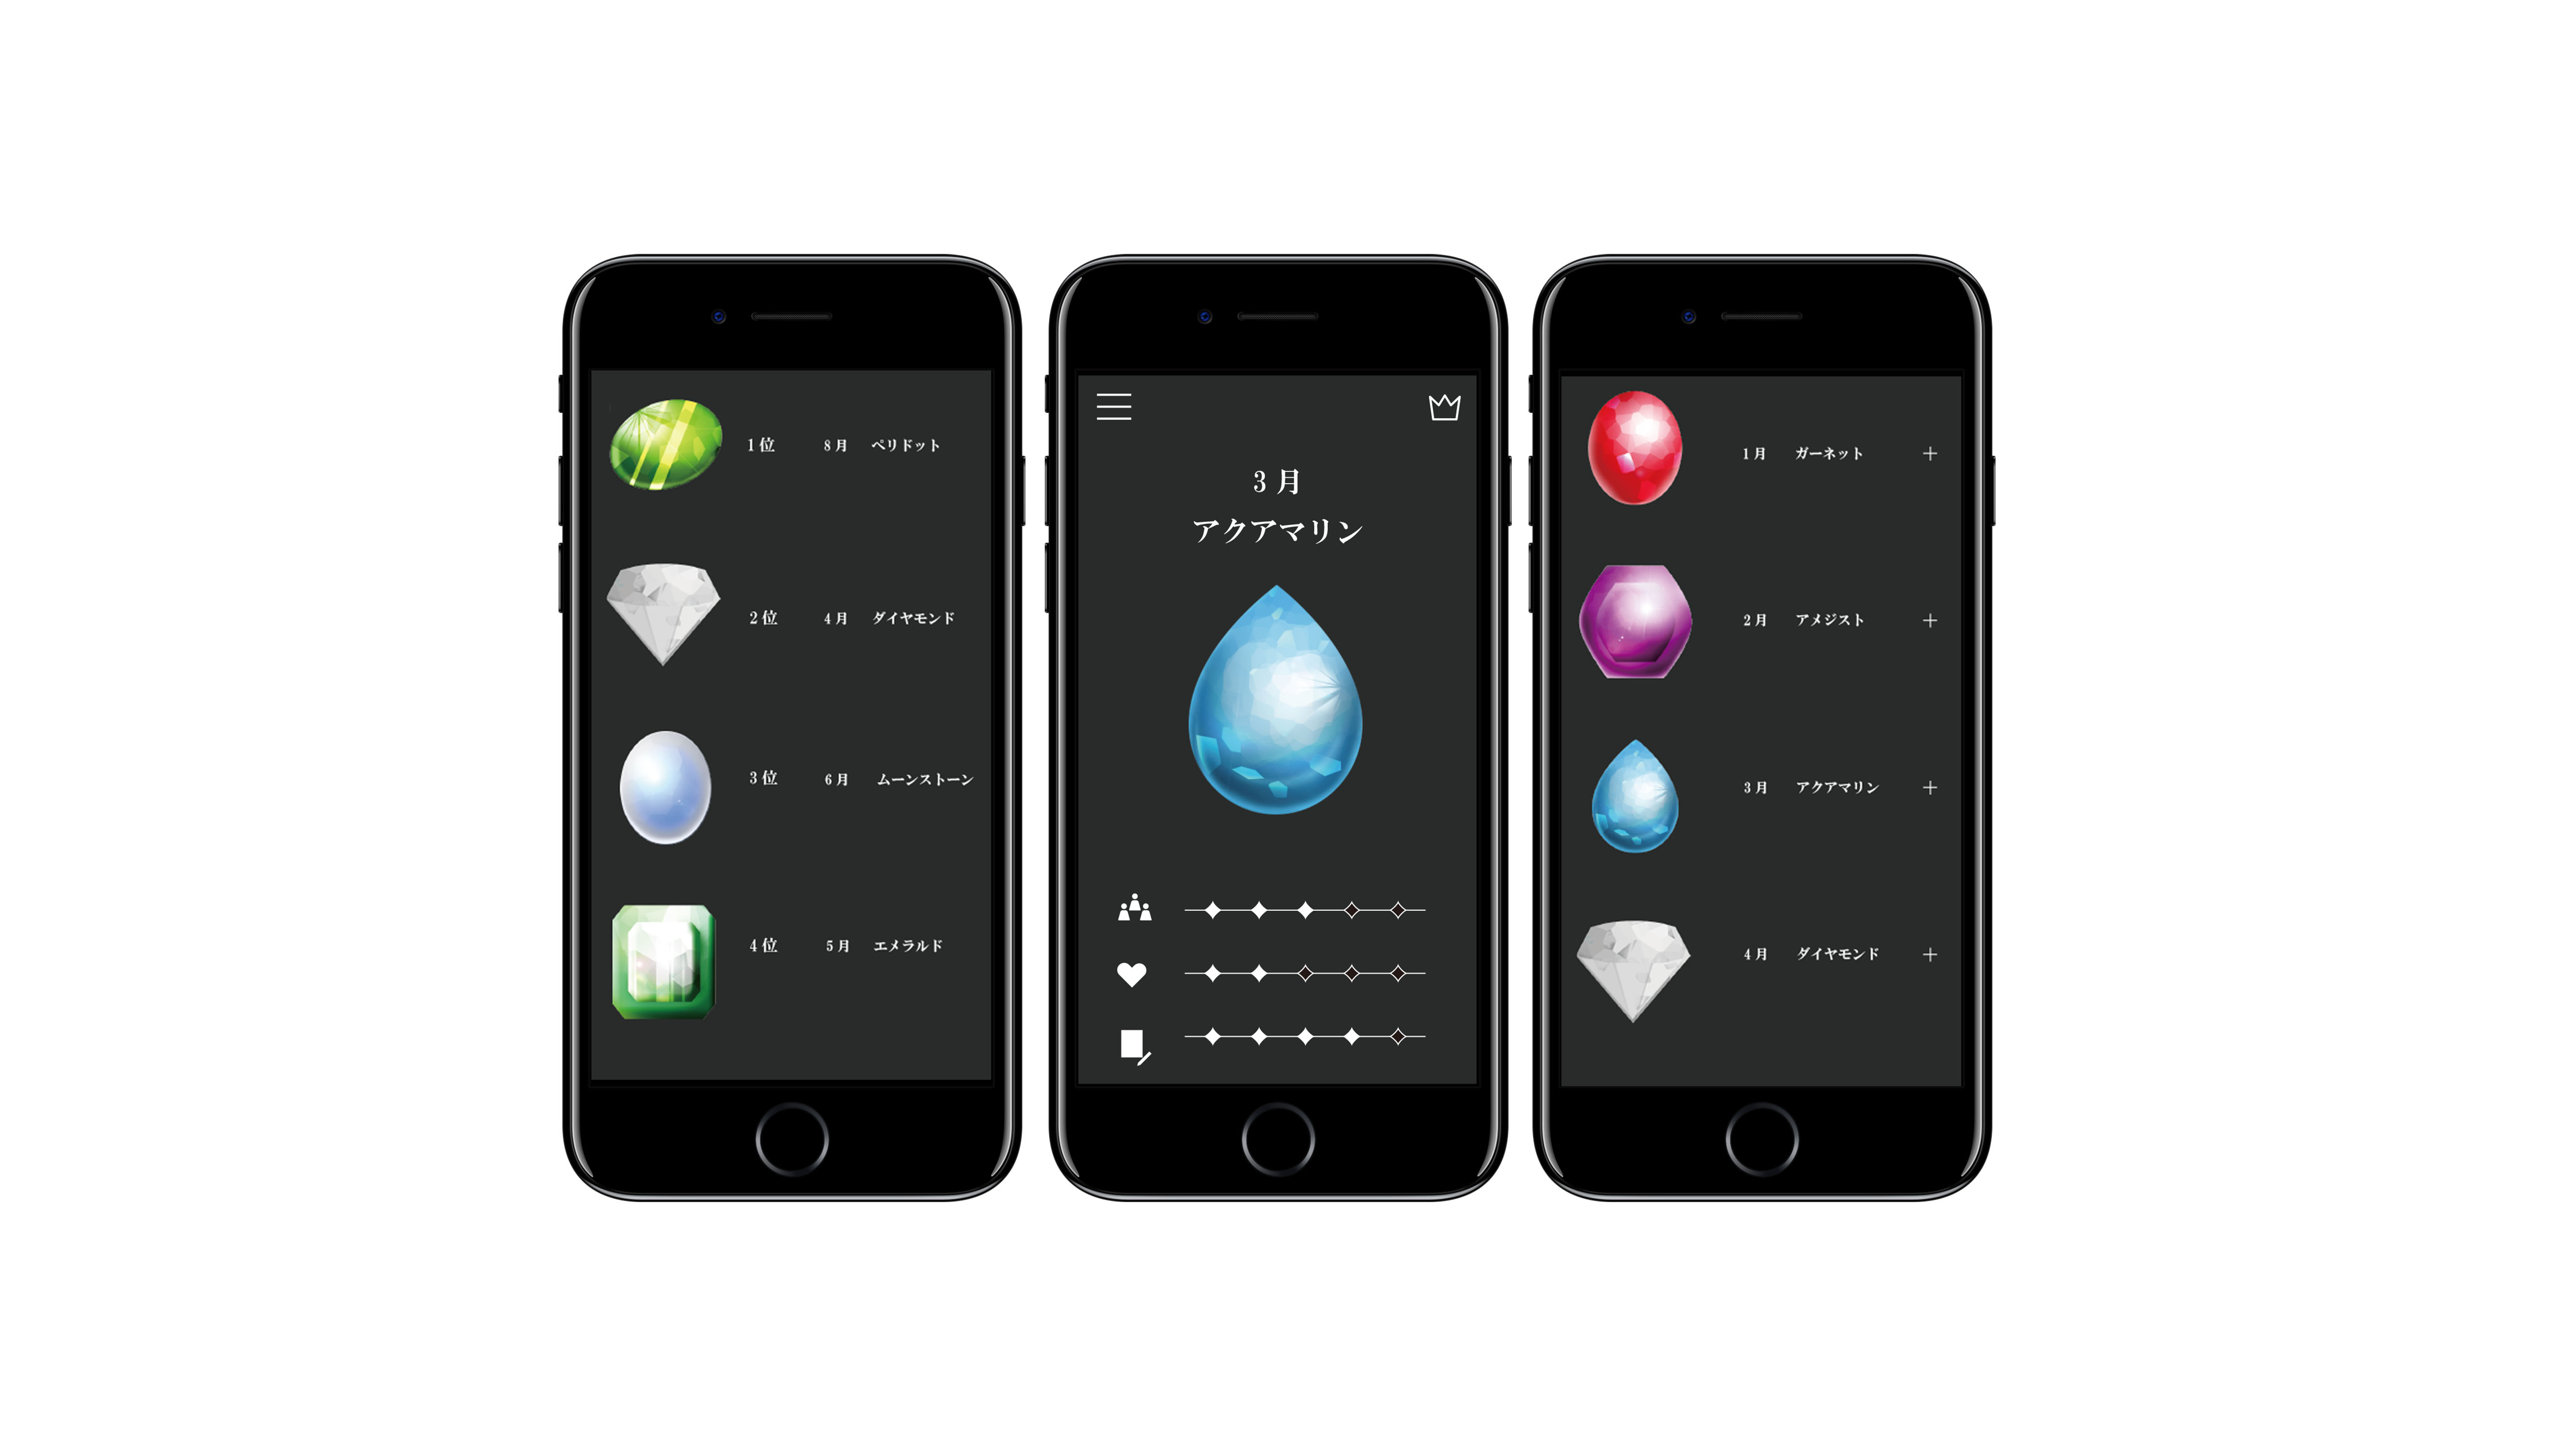 1位 8月 ペリドット
2位 4月 ダイヤモンド
3位 6月 ムーンストーン
4位 5月 エメラルド
3月
アクアマリン
1月 ガーネット +
2月 アメジスト +
3月 アクアマリン +
4月 ダイヤモンド +